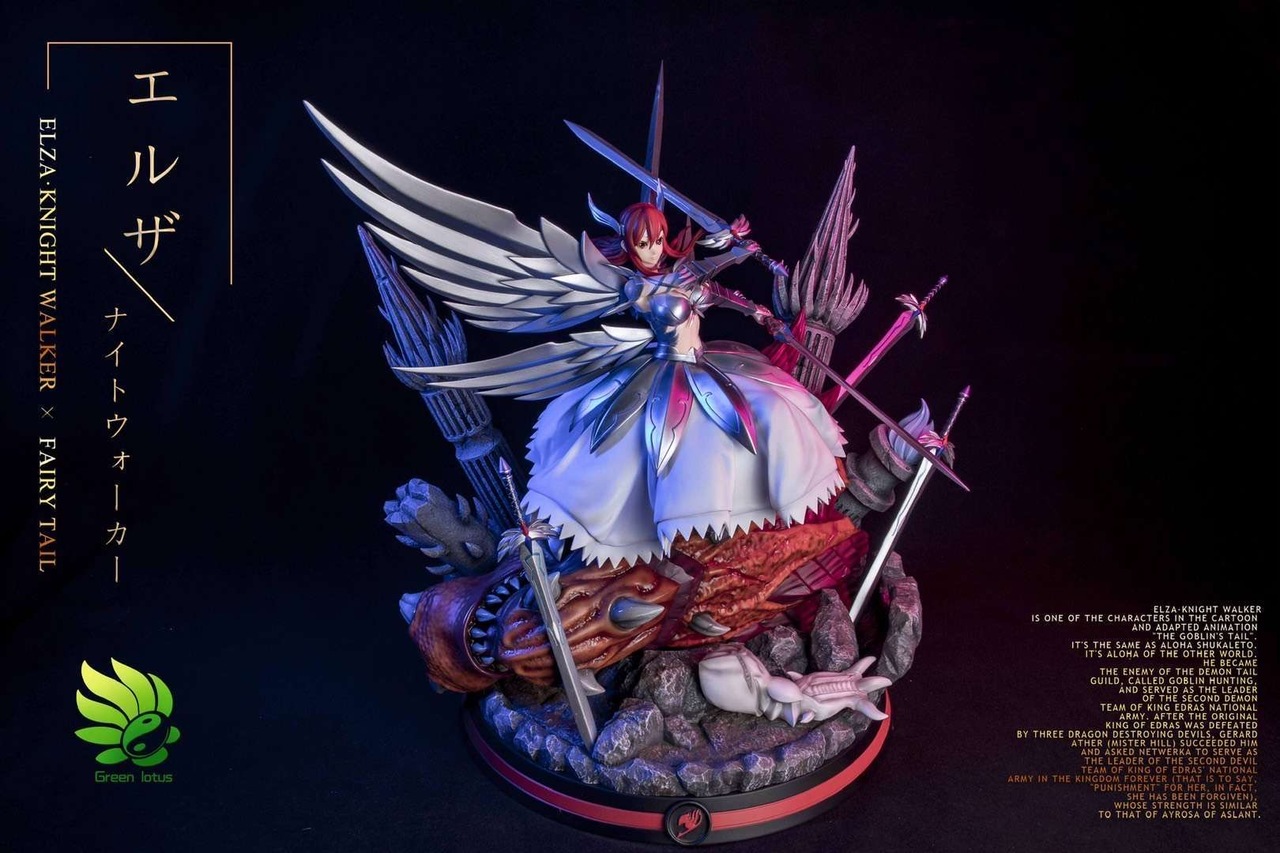 エルザ
ナイトウォーカー
ELZA·KNIGHT WALKER × FAIRY TAIL
Green lotus
ELZA·KNIGHT WALKER
IS ONE OF THE CHARACTERS IN THE CARTOON
AND ADAPTED ANIMATION
"THE GOBLIN'S TAIL".
IT'S THE SAME AS ALOHA SHUKALETO.
IT'S ALOHA OF THE OTHER WORLD.
HE BECAME
THE ENEMY OF THE DEMON TAIL
GUILD, CALLED GOBLIN HUNTING,
AND SERVED AS THE LEADER
OF THE SECOND DEMON
TEAM OF KING EDRAS NATIONAL
ARMY. AFTER THE ORIGINAL
KING OF EDRAS WAS DEFEATED
BY THREE DRAGON DESTROYING DEVILS, GERARD
ATHER (MISTER HILL) SUCCEEDED HIM
AND ASKED NETWERKA TO SERVE AS
THE LEADER OF THE SECOND DEVIL
TEAM OF KING OF EDRAS' NATIONAL
ARMY IN THE KINGDOM FOREVER (THAT IS TO SAY,
"PUNISHMENT" FOR HER, IN FACT,
SHE HAS BEEN FORGIVEN),
WHOSE STRENGTH IS SIMILAR
TO THAT OF AYROSA OF ASLANT.